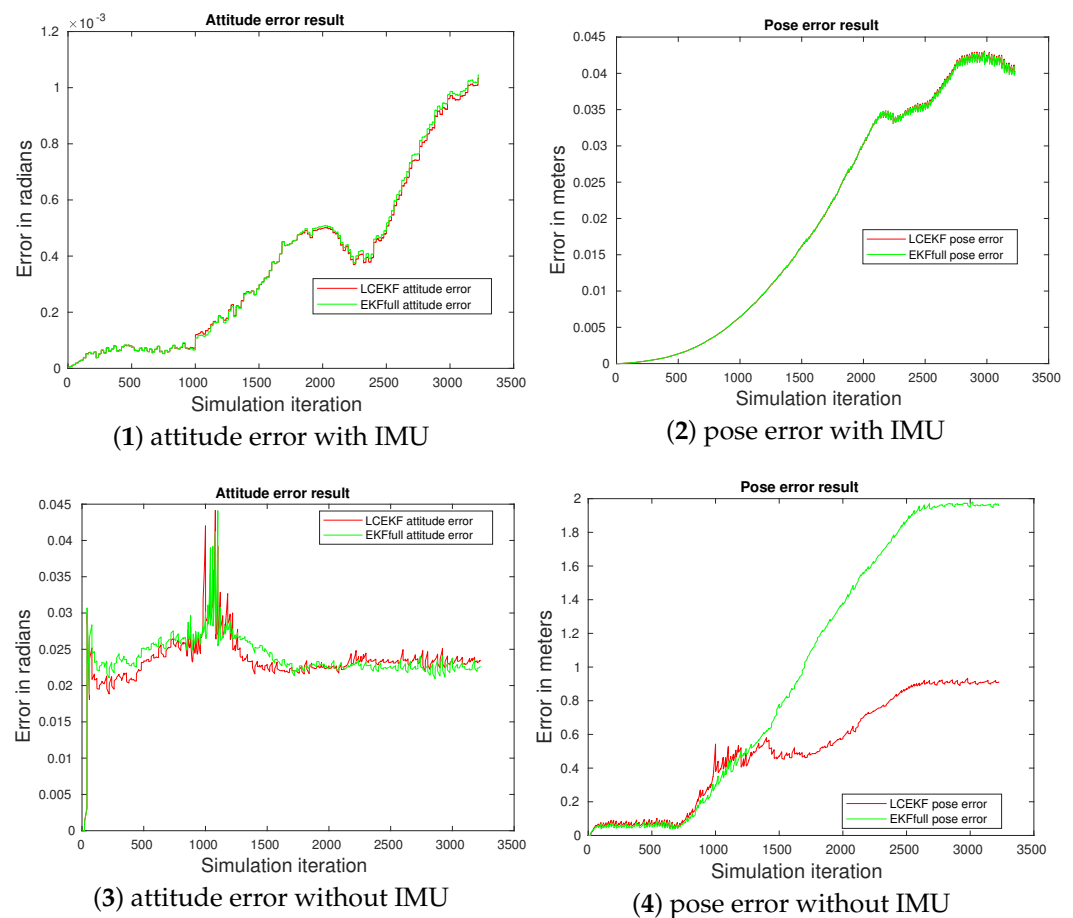 Attitude error result
× 10⁻³
1.2
1
0.8
0.6
0.4
0.2
0
Error in radians
LCEKF attitude error
EKFfull attitude error
0 500 1000 1500 2000 2500 3000 3500
Simulation iteration
(1) attitude error with IMU
Pose error result
0.045
0.04
0.035
0.03
0.025
0.02
0.015
0.01
0.005
0
Error in meters
LCEKF pose error
EKFfull pose error
0 500 1000 1500 2000 2500 3000 3500
Simulation iteration
(2) pose error with IMU
Attitude error result
0.045
0.04
0.035
0.03
0.025
0.02
0.015
0.01
0.005
0
Error in radians
LCEKF attitude error
EKFfull attitude error
0 500 1000 1500 2000 2500 3000 3500
Simulation iteration
(3) attitude error without IMU
Pose error result
2
1.8
1.6
1.4
1.2
1
0.8
0.6
0.4
0.2
0
Error in meters
LCEKF pose error
EKFfull pose error
0 500 1000 1500 2000 2500 3000 3500
Simulation iteration
(4) pose error without IMU